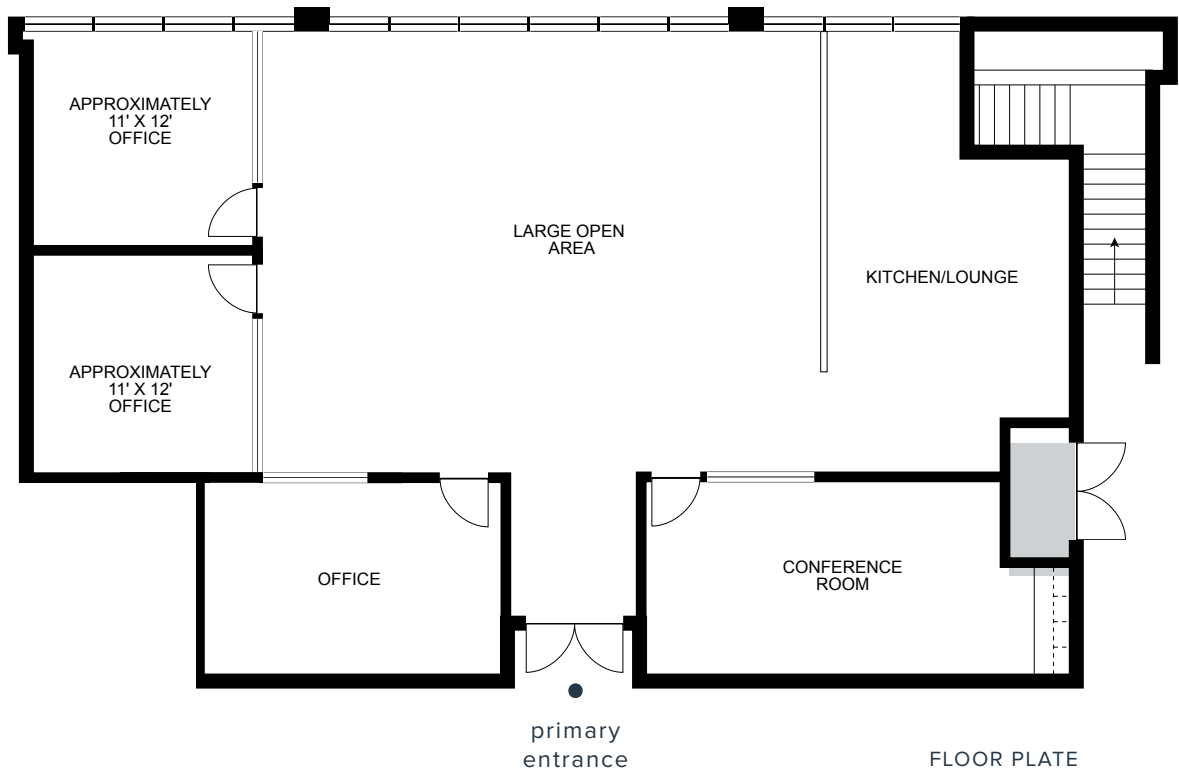 APPROXIMATELY
11' X 12'
OFFICE
LARGE OPEN
AREA
KITCHEN/LOUNGE
APPROXIMATELY
11' X 12'
OFFICE
OFFICE
CONFERENCE
ROOM
primary
entrance
FLOOR PLATE